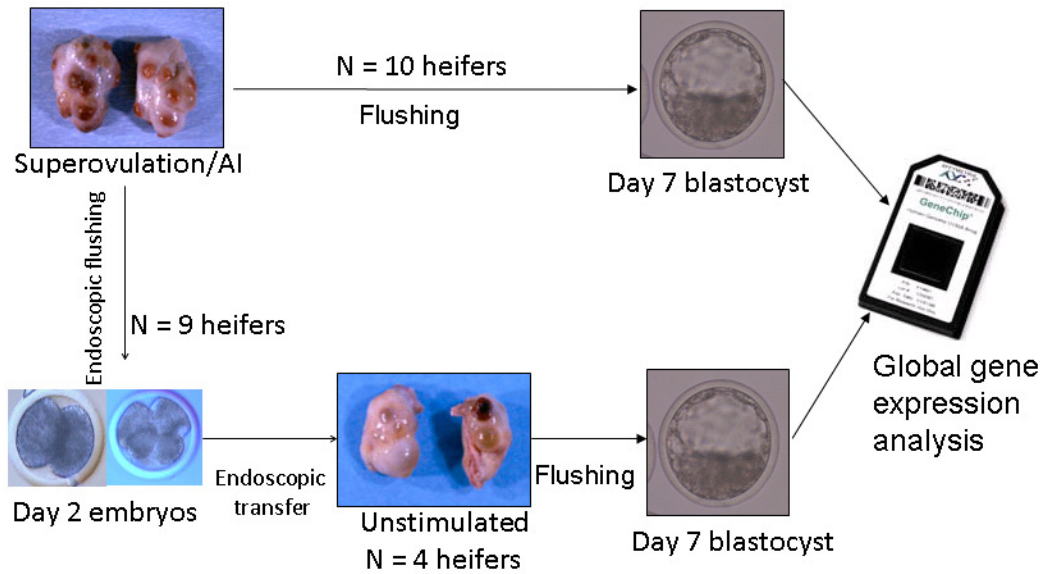 N = 10 heifers
Flushing
Superovulation/AI
Day 7 blastocyst
GeneChip®
Endoscopic flushing
N = 9 heifers
Global gene
expression
analysis
Day 2 embryos
Endoscopic
transfer
Unstimulated
N = 4 heifers
Flushing
Day 7 blastocyst